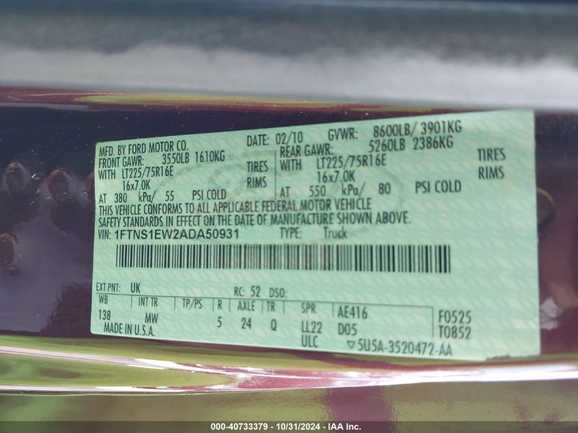 MFD. BY FORD MOTOR CO. DATE: 02/10 GVWR: 8600LB/ 3901KG
FRONT GAWR: 3550LB 1610KG REAR GAWR: 5260LB 2386KG
WITH LT225/75R16E TIRES WITH LT225/75R16E TIRES
16x7.0K RIMS 16x7.0K RIMS
AT 380 kPa/ 55 PSI COLD AT 550 kPa/ 80 PSI COLD
THIS VEHICLE CONFORMS TO ALL APPLICABLE FEDERAL MOTOR VEHICLE
SAFETY STANDARDS IN EFFECT ON THE DATE OF MANUFACTURE SHOWN ABOVE.
VIN: 1FTNS1EW2ADA50931 TYPE: Truck
EXT PNT: UK RC: 52 DSO:
WB INT TR TP/PS R AXLE TR SPR AE416 F0525
138 MW 5 24 Q LL22 D05 T0852
MADE IN U.S.A. ULC ▽5U5A-3520472-AA
000-40733379 - 10/31/2024 - IAA Inc.